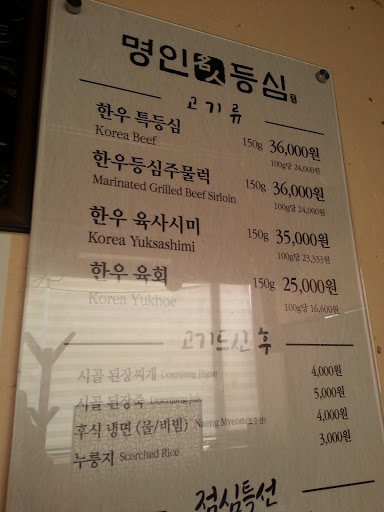 명인 名人 등심
고기류
한우 특등심 150g 36,000원
Korea Beef 100g당 24,000원
한우등심주물럭 150g 36,000원
Marinated Grilled Beef Sirloin 100g당 24,000원
한우 육사시미 150g 35,000원
Korea Yuksashimi 100g당 23,333원
한우 육회 150g 25,000원
Korea Yukhoe 100g당 16,600원
고기드신 후
시골 된장찌개 Doenjang Jjigae 4,000원
시골 된장죽 Doenjang Juk 5,000원
후식 냉면 (물/비빔) Naeng Myeon 4,000원
누룽지 Scorched Rice 3,000원
점심특선